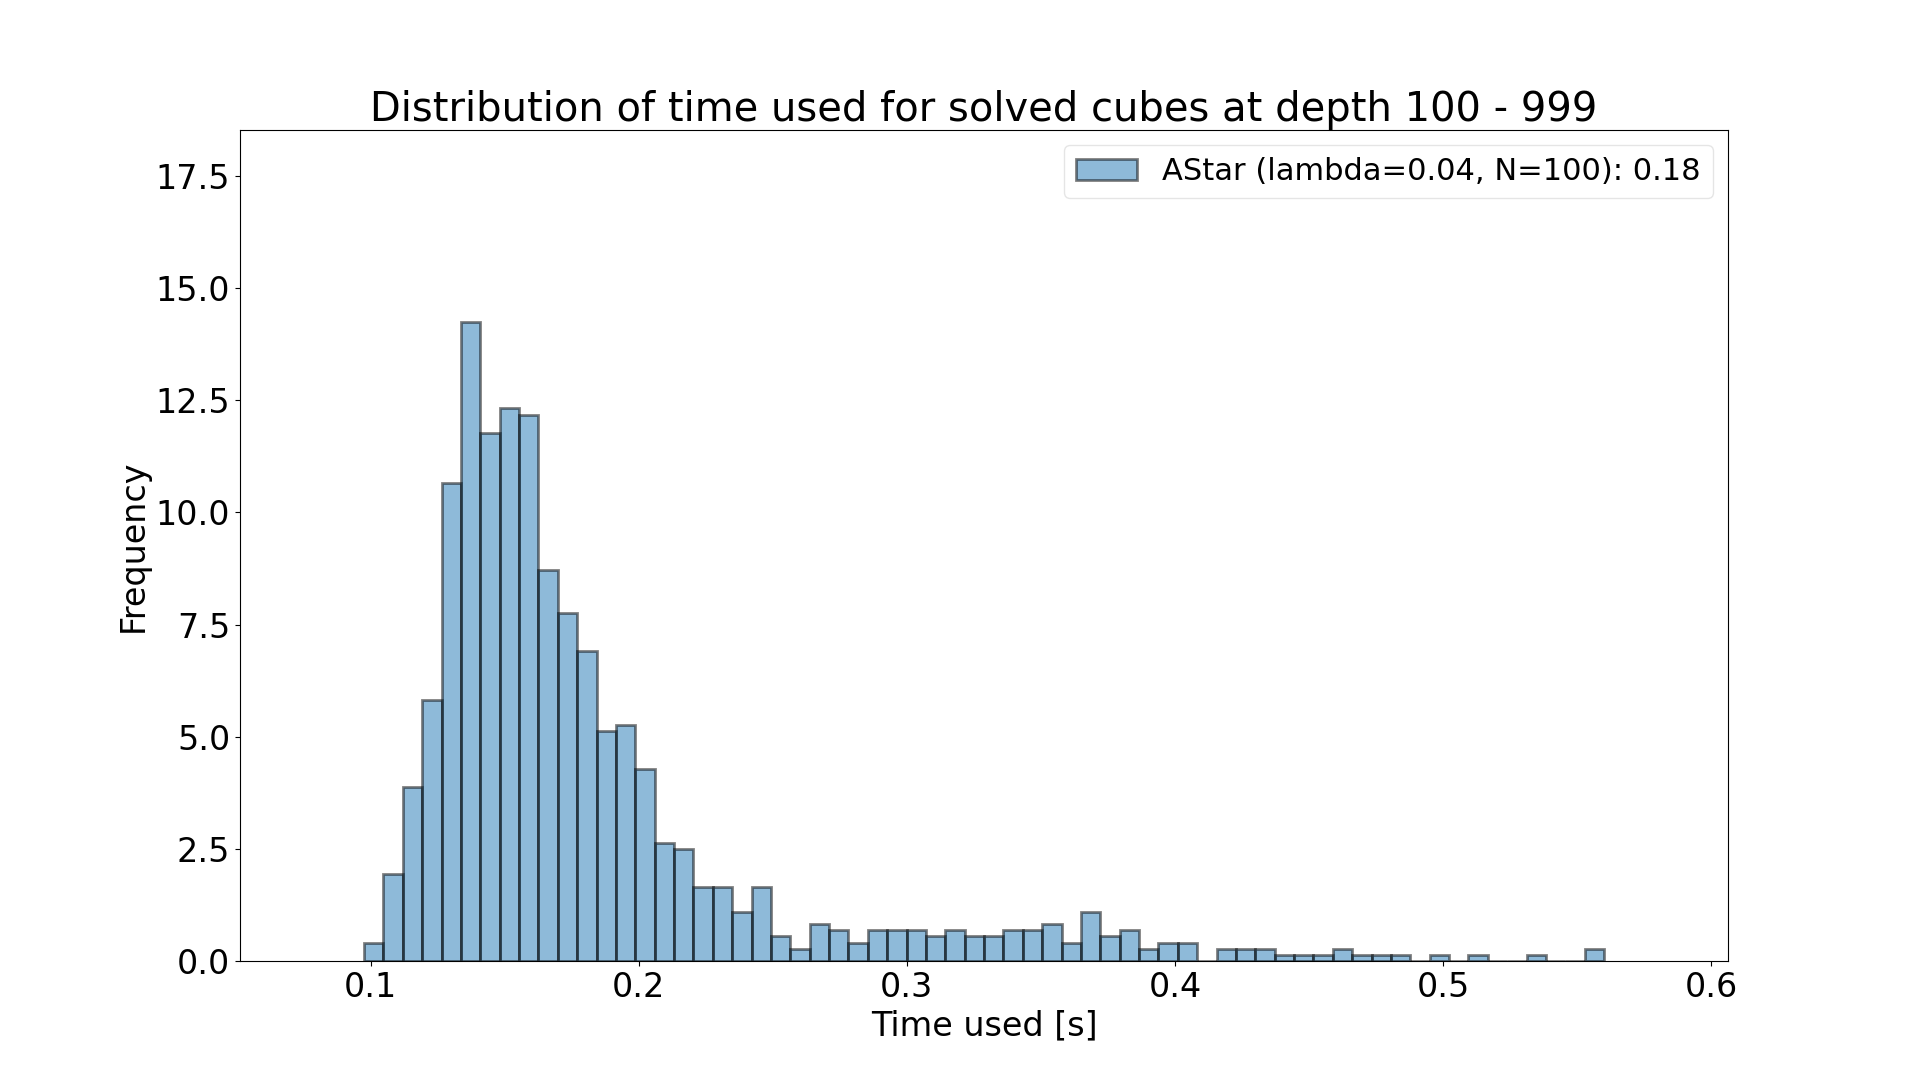 Distribution of time used for solved cubes at depth 100 - 999
AStar (lambda=0.04, N=100): 0.18
17.5
15.0
12.5
10.0
7.5
5.0
2.5
0.0
Frequency
0.1 0.2 0.3 0.4 0.5 0.6
Time used [s]